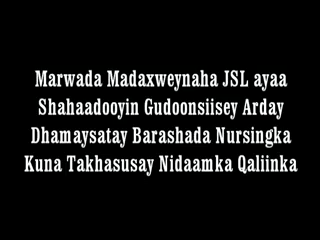 Marwada Madaxweynaha JSL ayaa
Shahaadooyin Gudoonsiisey Arday
Dhamaysatay Barashada Nursingka
Kuna Takhasusay Nidaamka Qaliinka